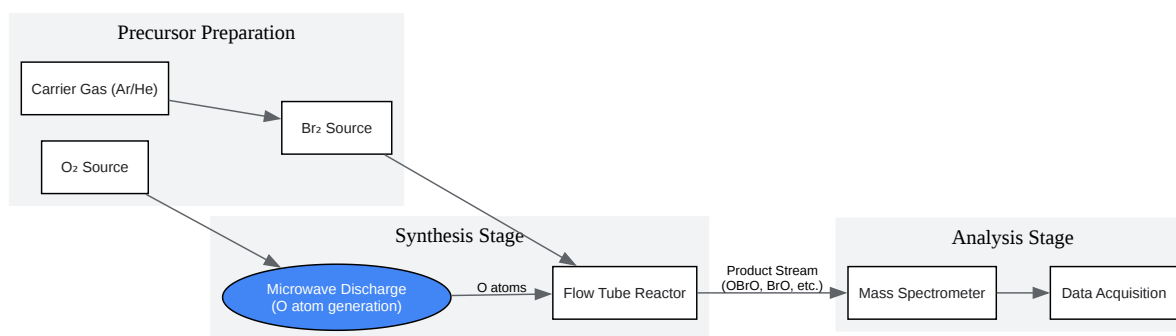 Precursor Preparation
Carrier Gas (Ar/He)
Br₂ Source
O₂ Source
Synthesis Stage
Microwave Discharge
(O atom generation)
O atoms
Flow Tube Reactor
Product Stream
(OBrO, BrO, etc.)
Analysis Stage
Mass Spectrometer
Data Acquisition